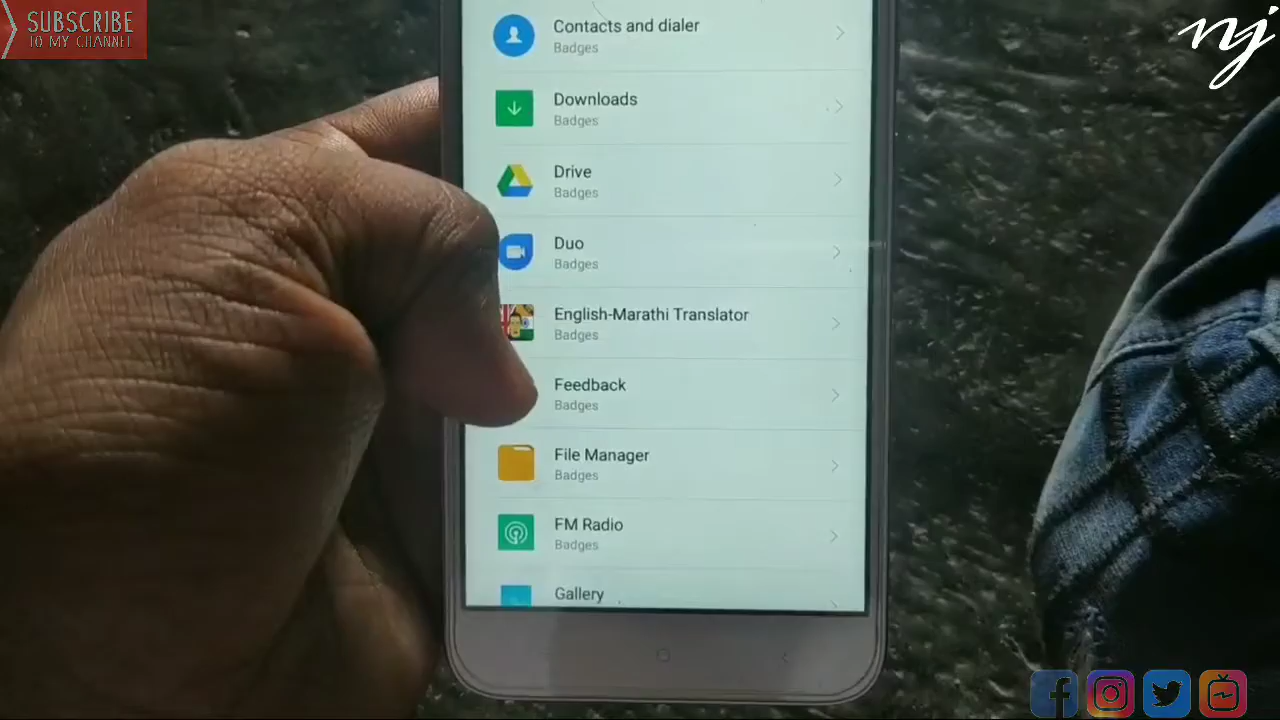 SUBSCRIBE
TO MY CHANNEL
nj
Contacts and dialer
Badges
Downloads
Badges
Drive
Badges
Duo
Badges
English-Marathi Translator
Badges
Feedback
Badges
File Manager
Badges
FM Radio
Badges
Gallery